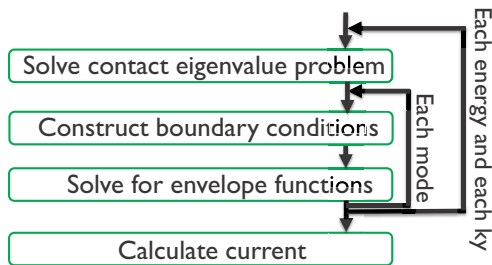 Solve contact eigenvalue problem
Construct boundary conditions
Solve for envelope functions
Calculate current
Each mode
Each energy and each ky